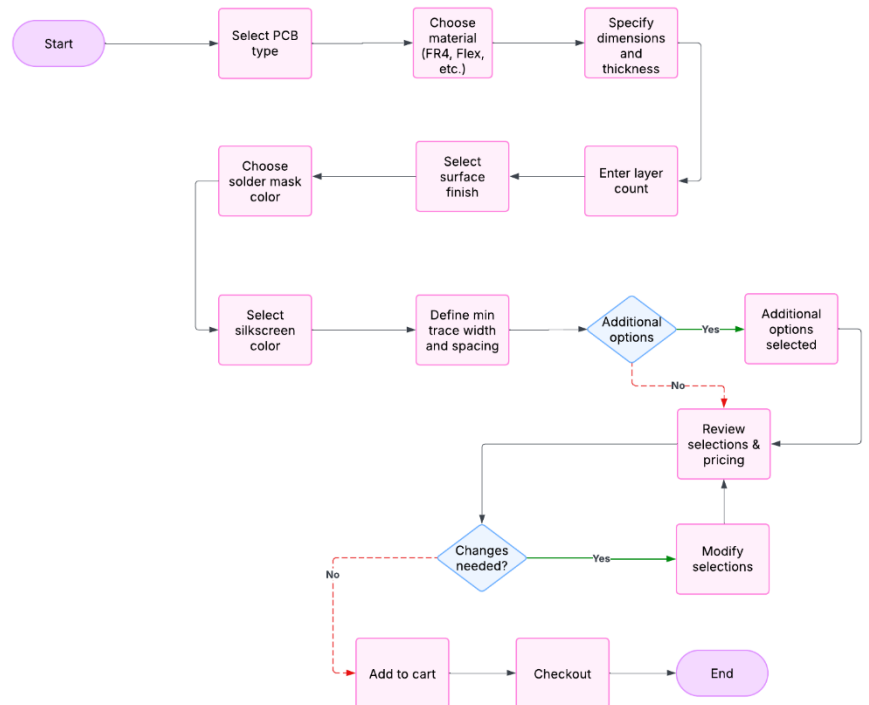 Start
Select PCB
type
Choose
material
(FR4, Flex,
etc.)
Specify
dimensions
and
thickness
Enter layer
count
Select
surface
finish
Choose
solder mask
color
Select
silkscreen
color
Define min
trace width
and spacing
Additional
options
Yes
Additional
options
selected
No
Review
selections &
pricing
Changes
needed?
Yes
Modify
selections
No
Add to cart
Checkout
End